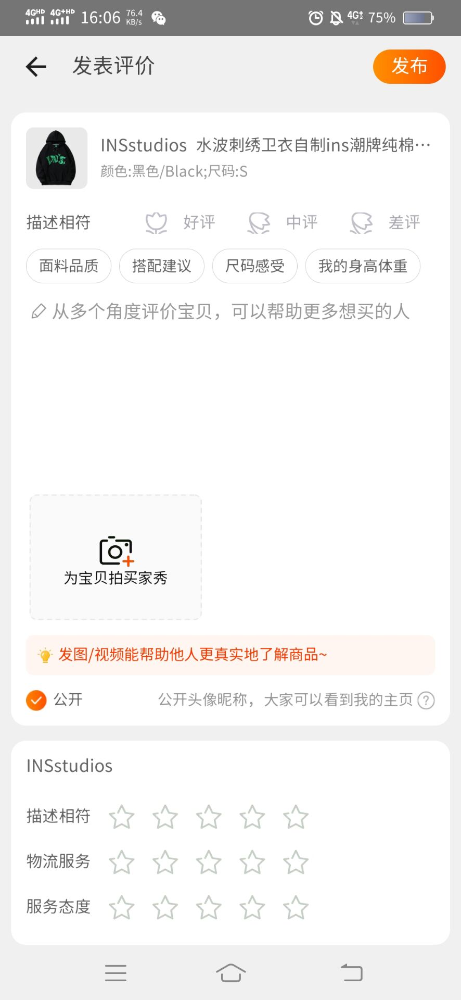 4GHD 4G+HD 16:06 76.4 KB/s 75%
发表评价
发布
INSstudios 水波刺绣卫衣自制ins潮牌纯棉…
颜色:黑色/Black;尺码:S
描述相符 好评 中评 差评
面料品质 搭配建议 尺码感受 我的身高体重
从多个角度评价宝贝，可以帮助更多想买的人
为宝贝拍买家秀
发图/视频能帮助他人更真实地了解商品~
公开 公开头像昵称，大家可以看到我的主页 ?
INSstudios
描述相符
物流服务
服务态度